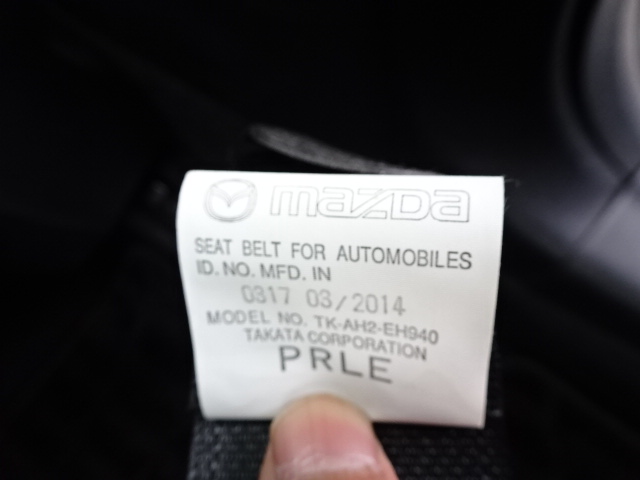 mazda
SEAT BELT FOR AUTOMOBILES
ID. NO. MFD. IN
0317 03/2014
MODEL NO. TK-AH2-EH940
TAKATA CORPORATION
PRLE